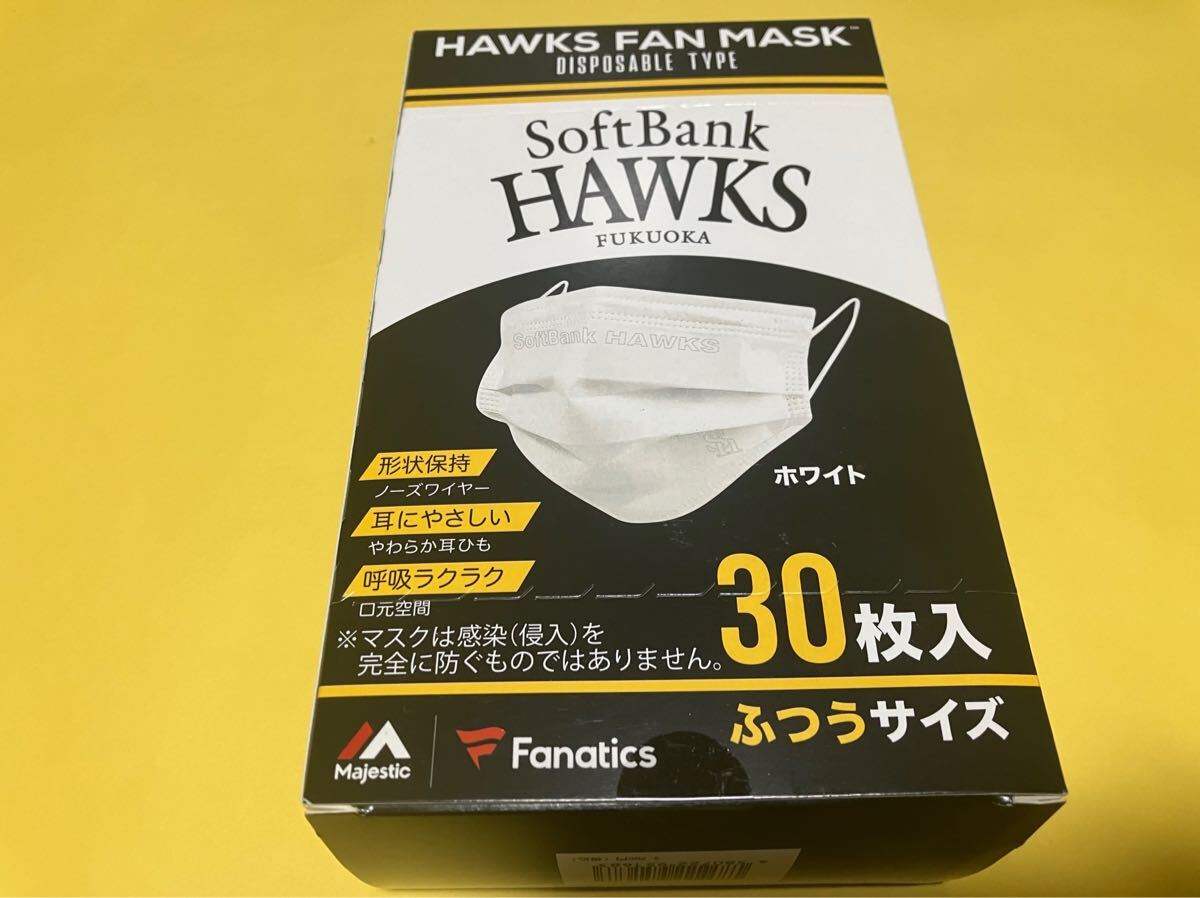 HAWKS FAN MASK™
DISPOSABLE TYPE
SoftBank
HAWKS
FUKUOKA
SoftBank HAWKS
ホワイト
形状保持
ノーズワイヤー
耳にやさしい
やわらか耳ひも
呼吸ラクラク
口元空間
※マスクは感染(侵入)を
完全に防ぐものではありません。
30枚入
ふつうサイズ
Majestic
Fanatics